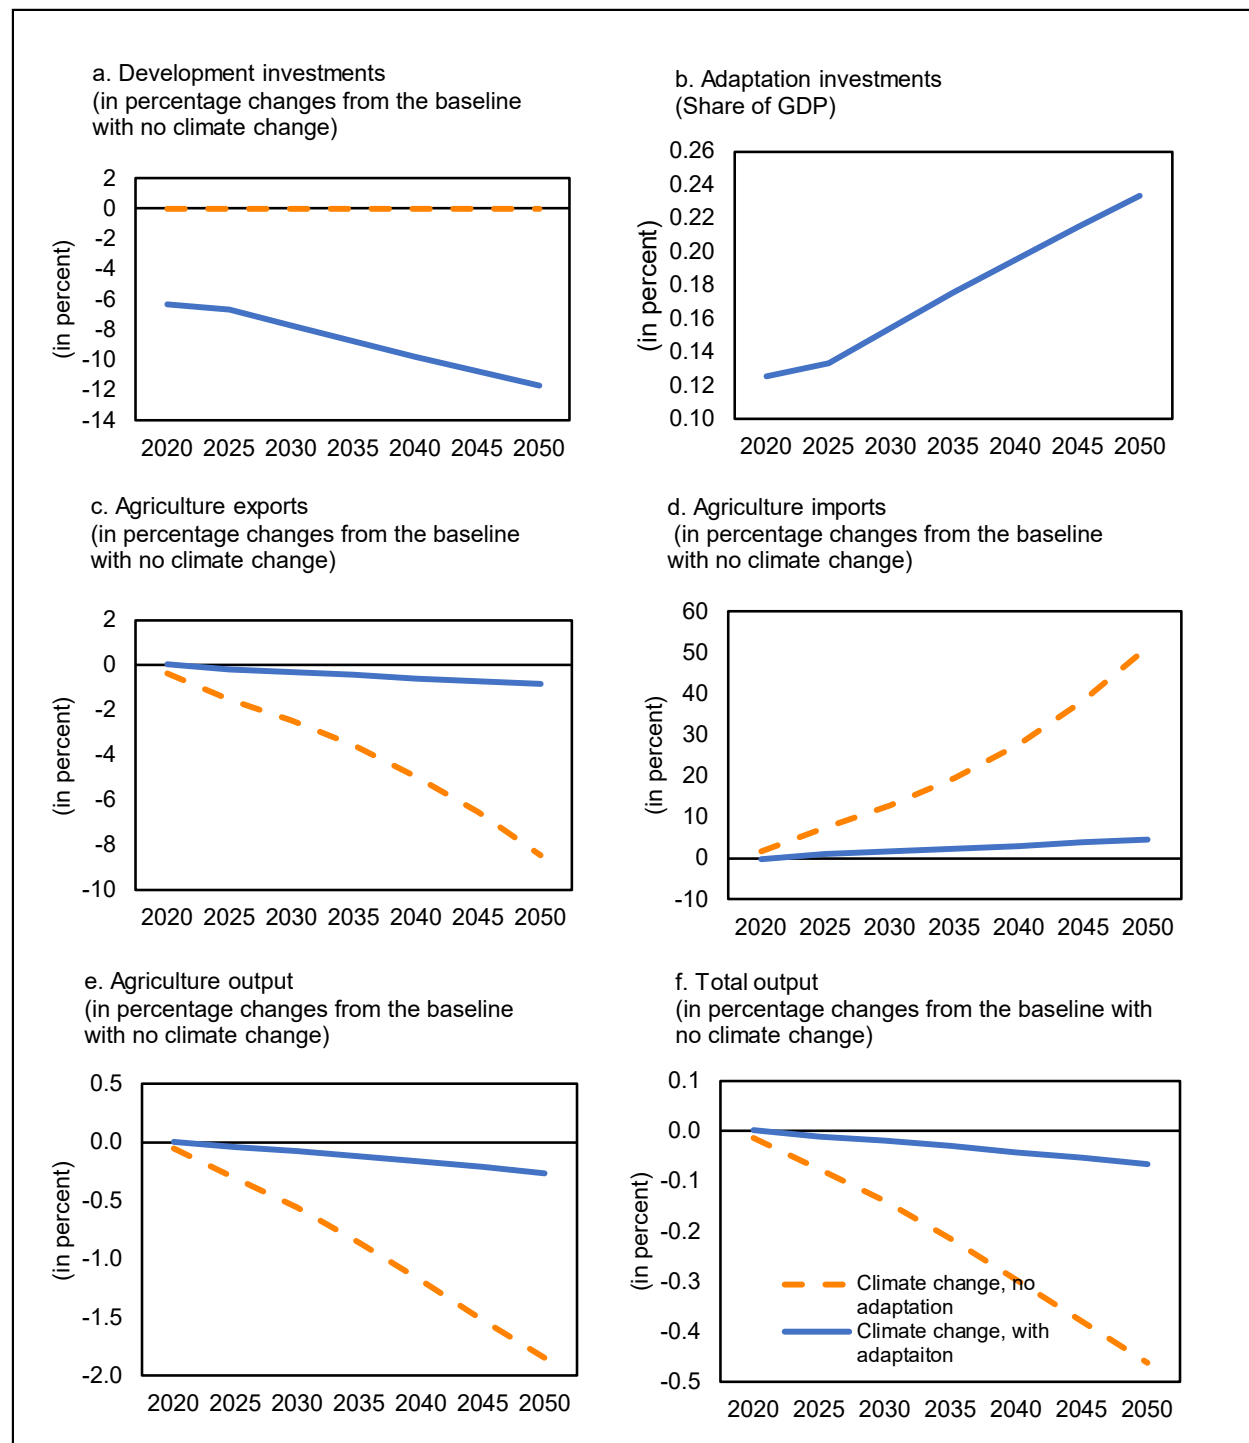 a. Development investments
(in percentage changes from the baseline
with no climate change)
(in percent)
2
0
-2
-4
-6
-8
-10
-12
-14
2020 2025 2030 2035 2040 2045 2050
b. Adaptation investments
(Share of GDP)
(in percent)
0.26
0.24
0.22
0.20
0.18
0.16
0.14
0.12
0.10
2020 2025 2030 2035 2040 2045 2050
c. Agriculture exports
(in percentage changes from the baseline
with no climate change)
(in percent)
2
0
-2
-4
-6
-8
-10
2020 2025 2030 2035 2040 2045 2050
d. Agriculture imports
(in percentage changes from the baseline
with no climate change)
(in percent)
60
50
40
30
20
10
0
-10
2020 2025 2030 2035 2040 2045 2050
e. Agriculture output
(in percentage changes from the baseline
with no climate change)
(in percent)
0.5
0.0
-0.5
-1.0
-1.5
-2.0
2020 2025 2030 2035 2040 2045 2050
f. Total output
(in percentage changes from the baseline with
no climate change)
(in percent)
0.1
0.0
-0.1
-0.2
-0.3
-0.4
-0.5
Climate change, no
adaptation
Climate change, with
adaptaiton
2020 2025 2030 2035 2040 2045 2050